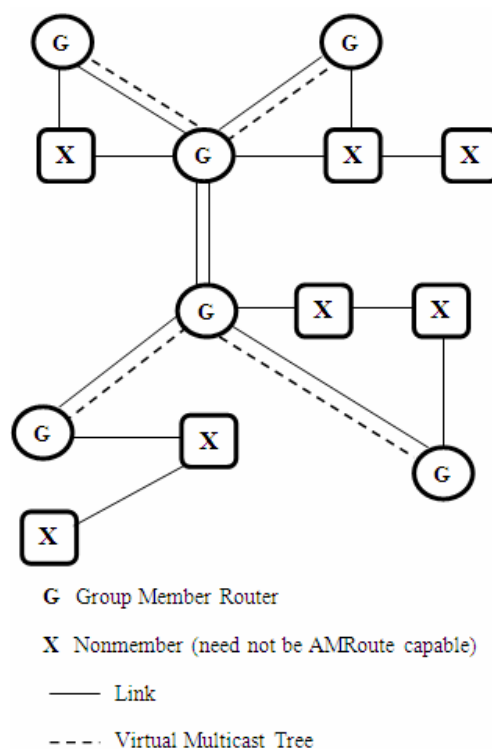 G G
X G X X
G X X
G X G
X
G Group Member Router
X Nonmember (need not be AMRoute capable)
Link
Virtual Multicast Tree